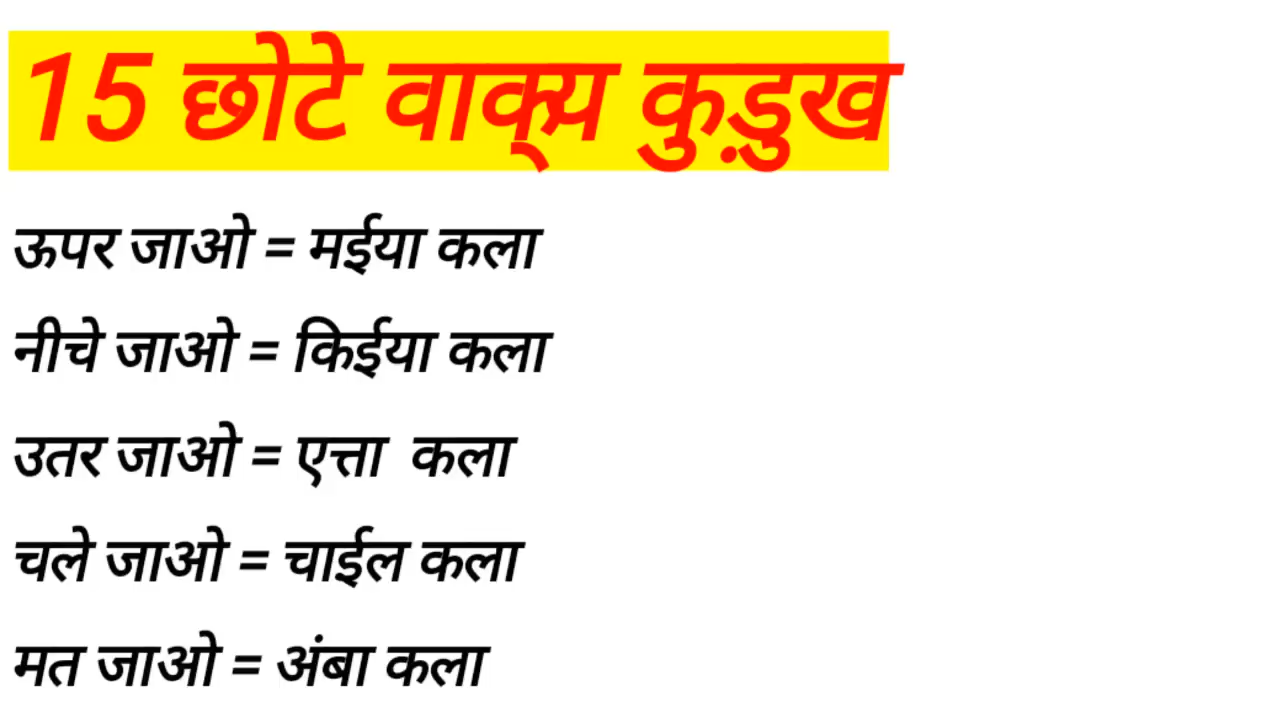 15 छोटे वाक्य कुड़ुख
ऊपर जाओ = मईया कला
नीचे जाओ = किईया कला
उतर जाओ = एत्ता कला
चले जाओ = चाईल कला
मत जाओ = अंबा कला